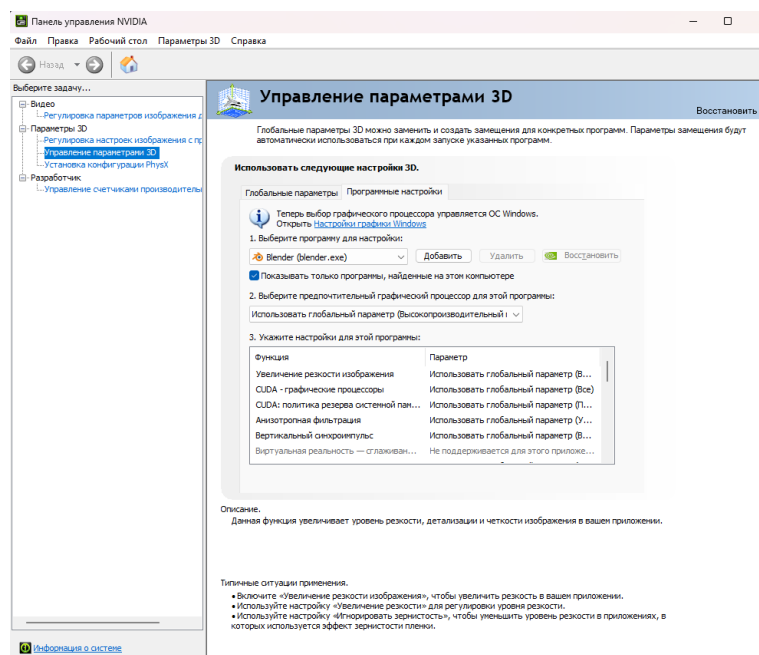 Панель управления NVIDIA
Файл Правка Рабочий стол Параметры 3D Справка
Назад
Выберите задачу...
Видео
Регулировка параметров изображения д
Параметры 3D
Регулировка настроек изображения с пр
Управление параметрами 3D
Установка конфигурации PhysX
Разработчик
Управление счетчиками производитель
Информация о системе
Управление параметрами 3D
Восстановить
Глобальные параметры 3D можно заменить и создать замещения для конкретных программ. Параметры замещения будут
автоматически использоваться при каждом запуске указанных программ.
Использовать следующие настройки 3D.
Глобальные параметры Программные настройки
Теперь выбор графического процессора управляется ОС Windows.
Открыть Настройки графики Windows
1. Выберите программу для настройки:
Blender (blender.exe) Добавить Удалить Восстановить
Показывать только программы, найденные на этом компьютере
2. Выберите предпочтительный графический процессор для этой программы:
Использовать глобальный параметр (Высокопроизводительный г
3. Укажите настройки для этой программы:
Функция Параметр
Увеличение резкости изображения Использовать глобальный параметр (В...
CUDA - графические процессоры Использовать глобальный параметр (Все)
CUDA: политика резерва системной пам... Использовать глобальный параметр (П...
Анизотропная фильтрация Использовать глобальный параметр (У...
Вертикальный синхроимпульс Использовать глобальный параметр (В...
Виртуальная реальность — сглаживан... Не поддерживается для этого приложе...
Описание.
Данная функция увеличивает уровень резкости, детализации и четкости изображения в вашем приложении.
Типичные ситуации применения.
• Включите «Увеличение резкости изображения», чтобы увеличить резкость в вашем приложении.
• Используйте настройку «Увеличение резкости» для регулировки уровня резкости.
• Используйте настройку «Игнорировать зернистость», чтобы уменьшить уровень резкости в приложениях, в
которых используется эффект зернистости пленки.